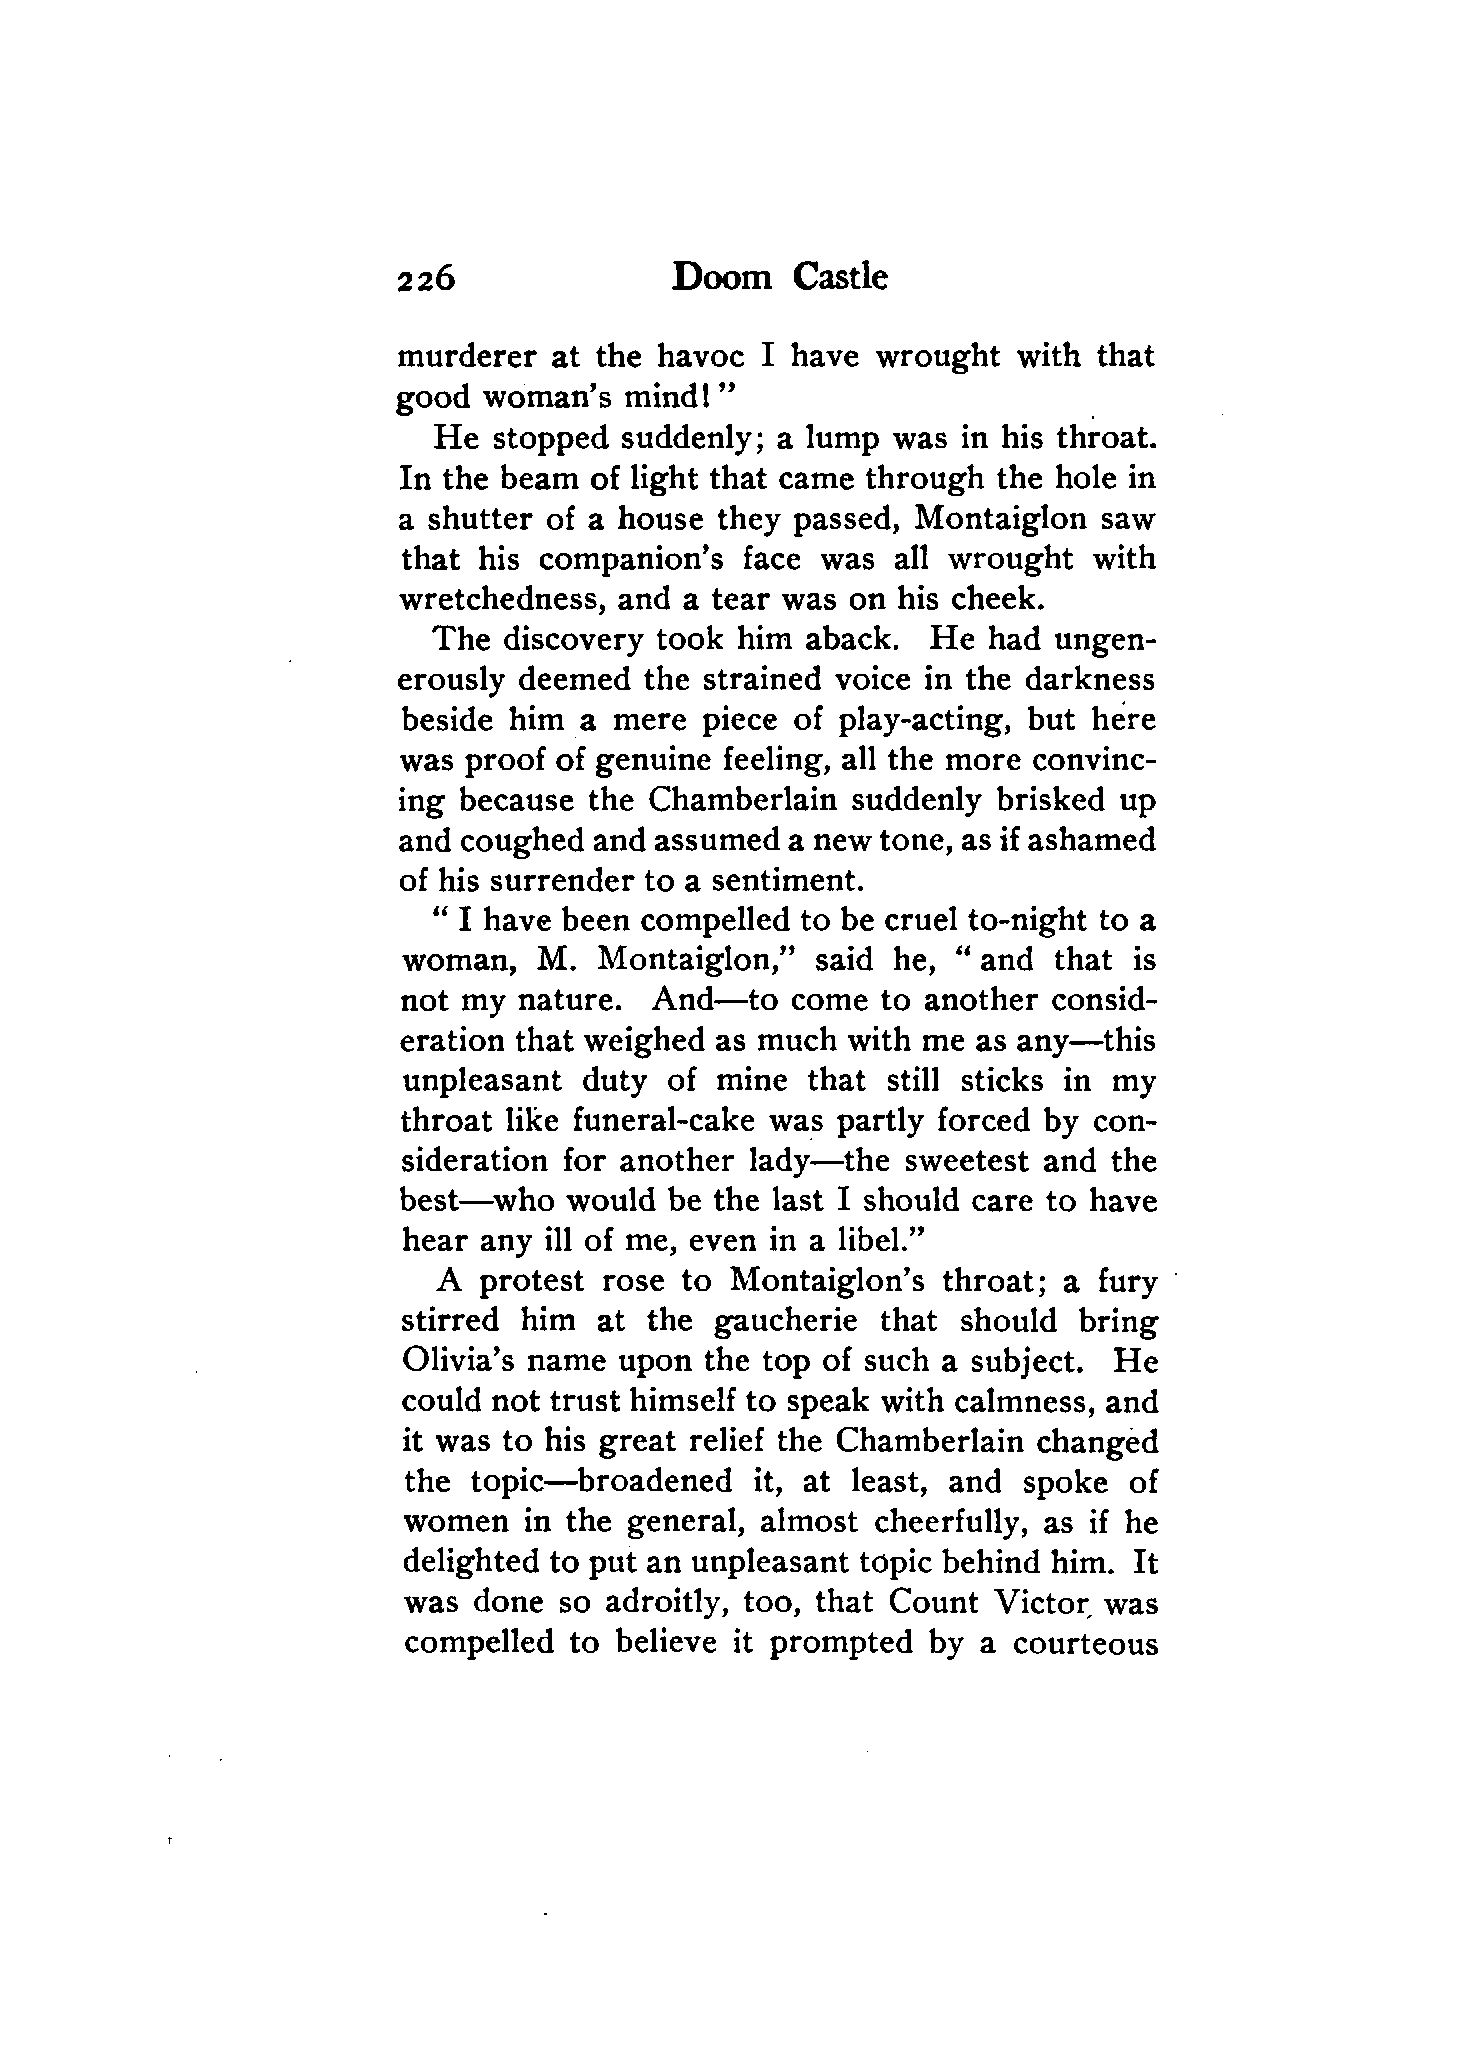 226 Doom Castle
murderer at the havoc I have wrought with that
good woman's mind!"
He stopped suddenly; a lump was in his throat.
In the beam of light that came through the hole in
a shutter of a house they passed, Montaiglon saw
that his companion's face was all wrought with
wretchedness, and a tear was on his cheek.
The discovery took him aback. He had ungen-
erously deemed the strained voice in the darkness
beside him a mere piece of play-acting, but here
was proof of genuine feeling, all the more convinc-
ing because the Chamberlain suddenly brisked up
and coughed and assumed a new tone, as if ashamed
of his surrender to a sentiment.
"I have been compelled to be cruel to-night to a
woman, M. Montaiglon," said he, "and that is
not my nature. And—to come to another consid-
eration that weighed as much with me as any—this
unpleasant duty of mine that still sticks in my
throat like funeral-cake was partly forced by con-
sideration for another lady—the sweetest and the
best—who would be the last I should care to have
hear any ill of me, even in a libel."
A protest rose to Montaiglon's throat; a fury
stirred him at the gaucherie that should bring
Olivia's name upon the top of such a subject. He
could not trust himself to speak with calmness, and
it was to his great relief the Chamberlain changed
the topic—broadened it, at least, and spoke of
women in the general, almost cheerfully, as if he
delighted to put an unpleasant topic behind him. It
was done so adroitly, too, that Count Victor was
compelled to believe it prompted by a courteous